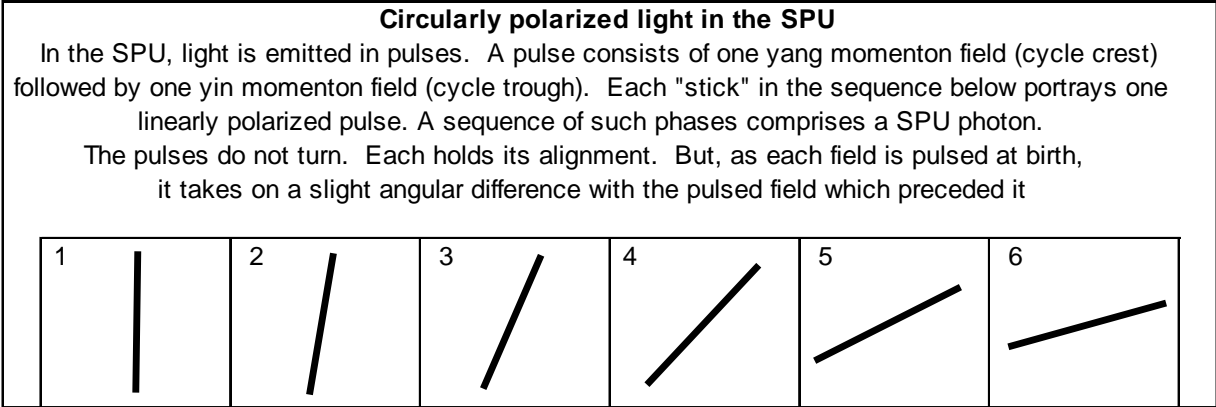 Circularly polarized light in the SPU
In the SPU, light is emitted in pulses. A pulse consists of one yang momenton field (cycle crest)
followed by one yin momenton field (cycle trough). Each "stick" in the sequence below portrays one
linearly polarized pulse. A sequence of such phases comprises a SPU photon.
The pulses do not turn. Each holds its alignment. But, as each field is pulsed at birth,
it takes on a slight angular difference with the pulsed field which preceded it
1 2 3 4 5 6